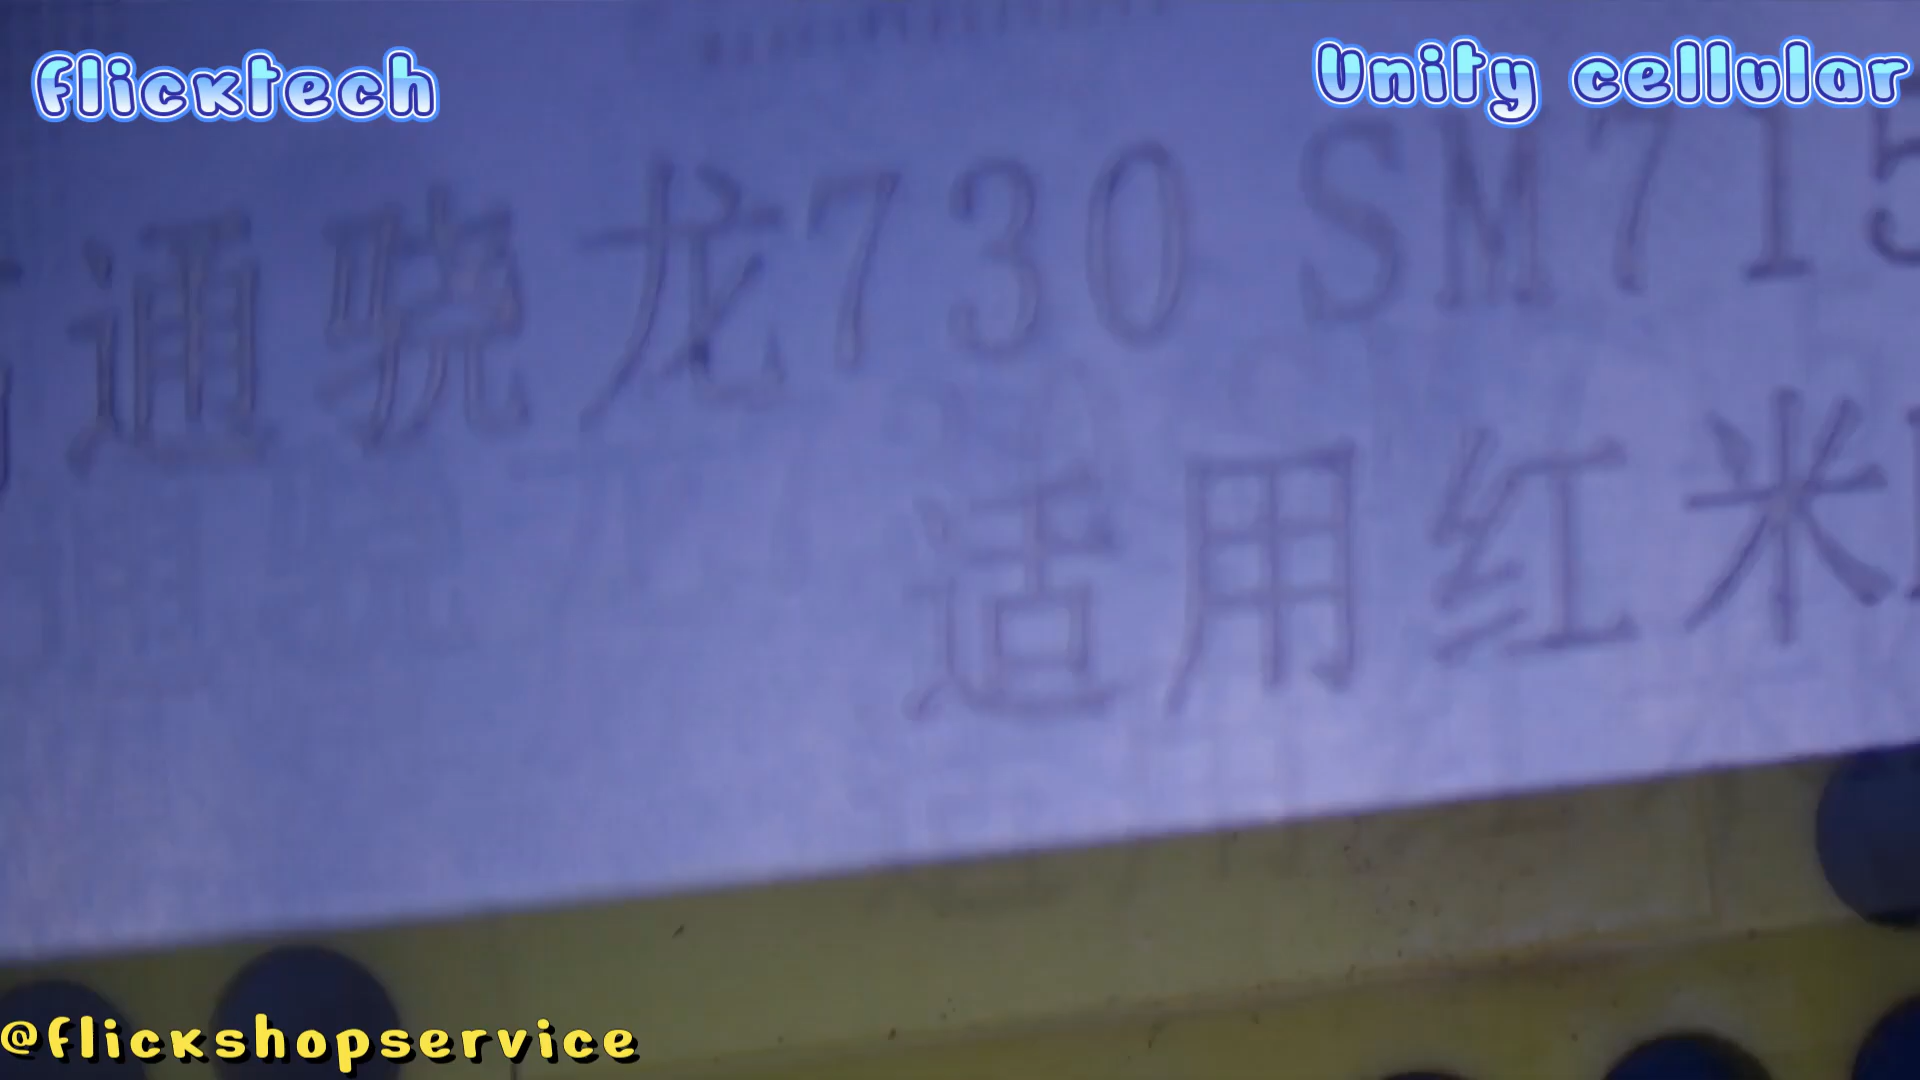 flicktech
Unity cellular
通骁龙730 SM715
适用红米
@flickshopservice